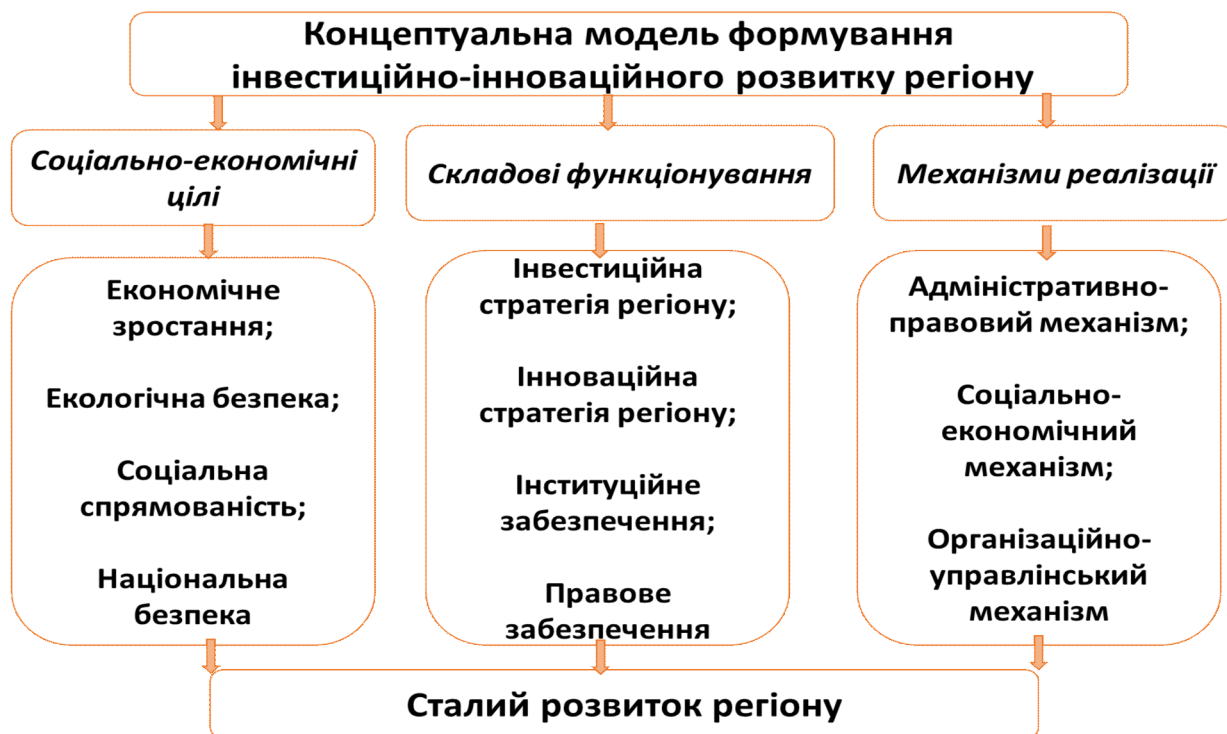 Концептуальна модель формування
інвестиційно-інноваційного розвитку регіону
Соціально-економічні
цілі
Складові функціонування
Механізми реалізації
Економічне
зростання;
Екологічна безпека;
Соціальна
спрямованість;
Національна
безпека
Інвестиційна
стратегія регіону;
Інноваційна
стратегія регіону;
Інституційне
забезпечення;
Правове
забезпечення
Адміністративно-
правовий механізм;
Соціально-
економічний
механізм;
Організаційно-
управлінський
механізм
Сталий розвиток регіону